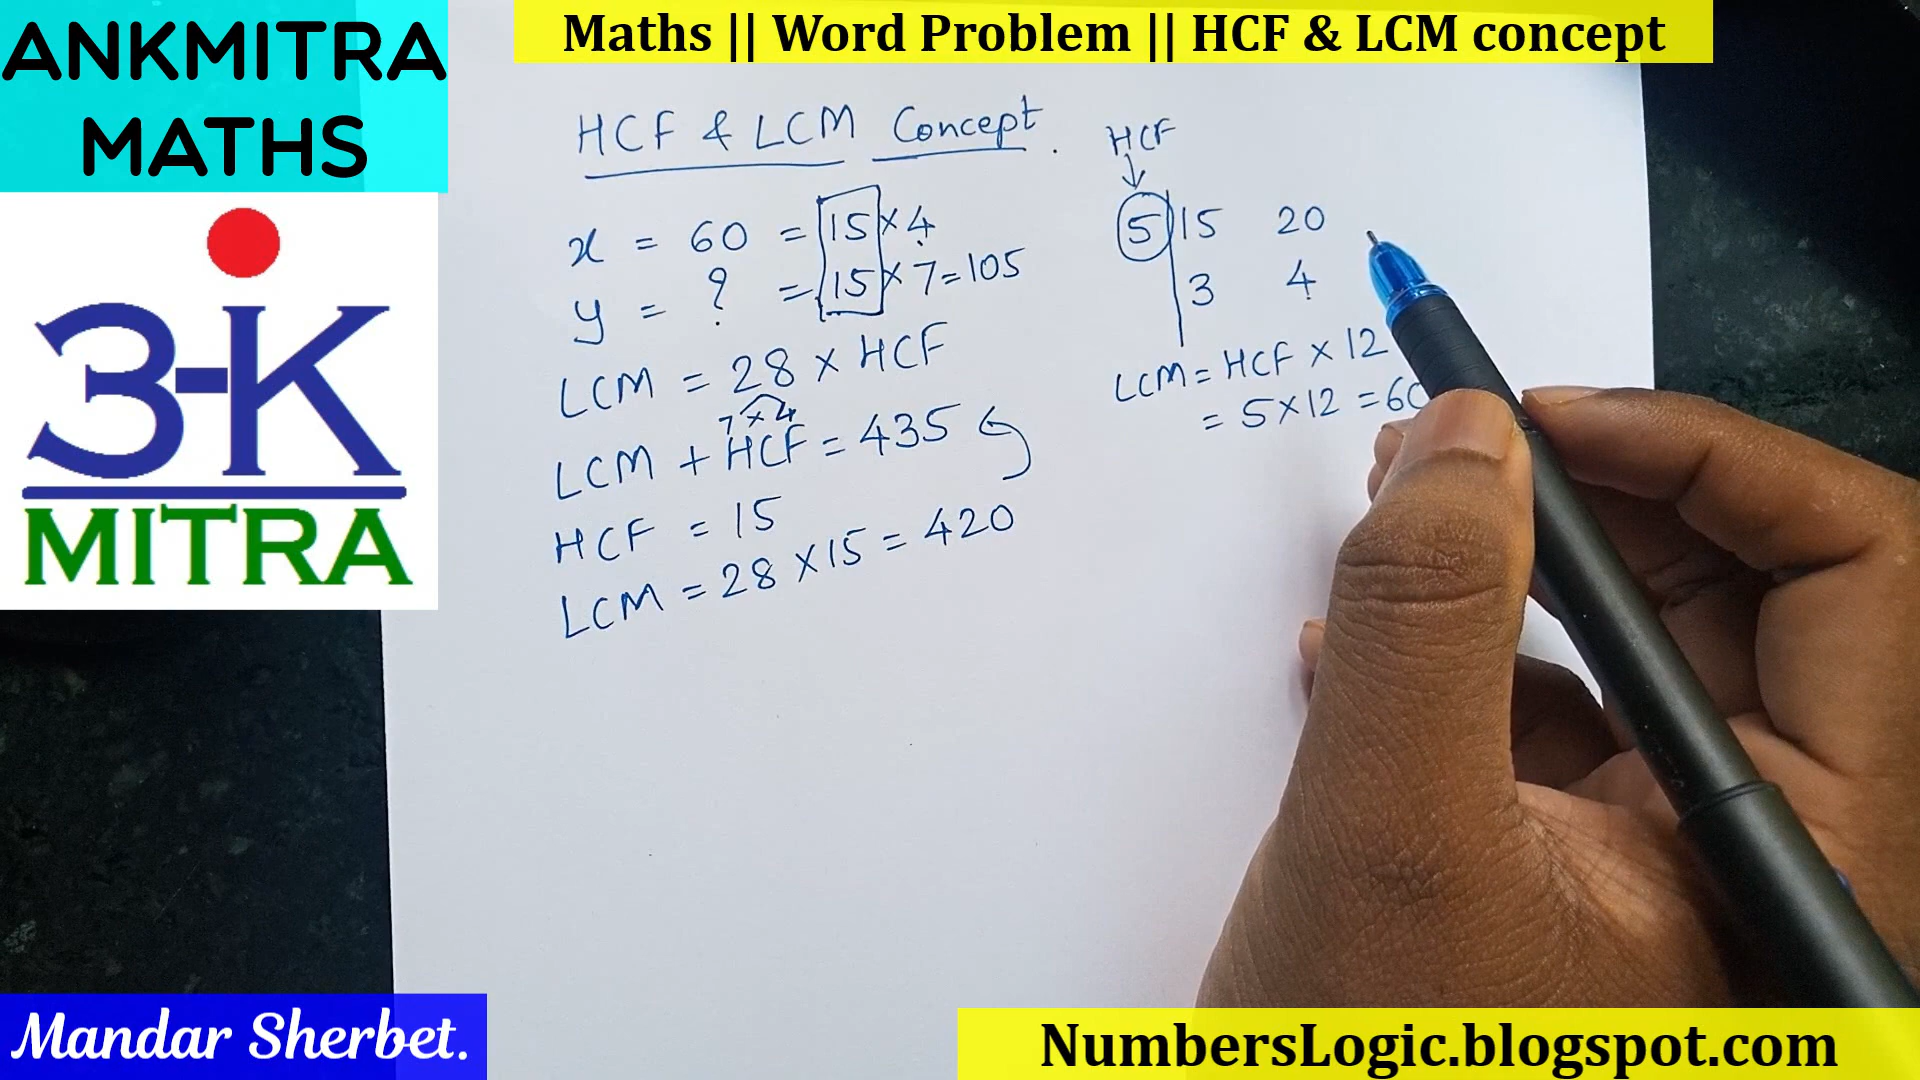 ANKMITRA
MATHS
Maths || Word Problem || HCF & LCM concept
3-K
MITRA
HCF & LCM Concept.
x = 60 = 15 × 4
y = ? = 15 × 7 = 105
LCM = 28 × HCF
7 × 4
LCM + HCF = 435
HCF = 15
LCM = 28 × 15 = 420
HCF
5 15 20
3 4
LCM = HCF × 12
= 5 × 12 = 60
Mandar Sherbet.
NumbersLogic.blogspot.com